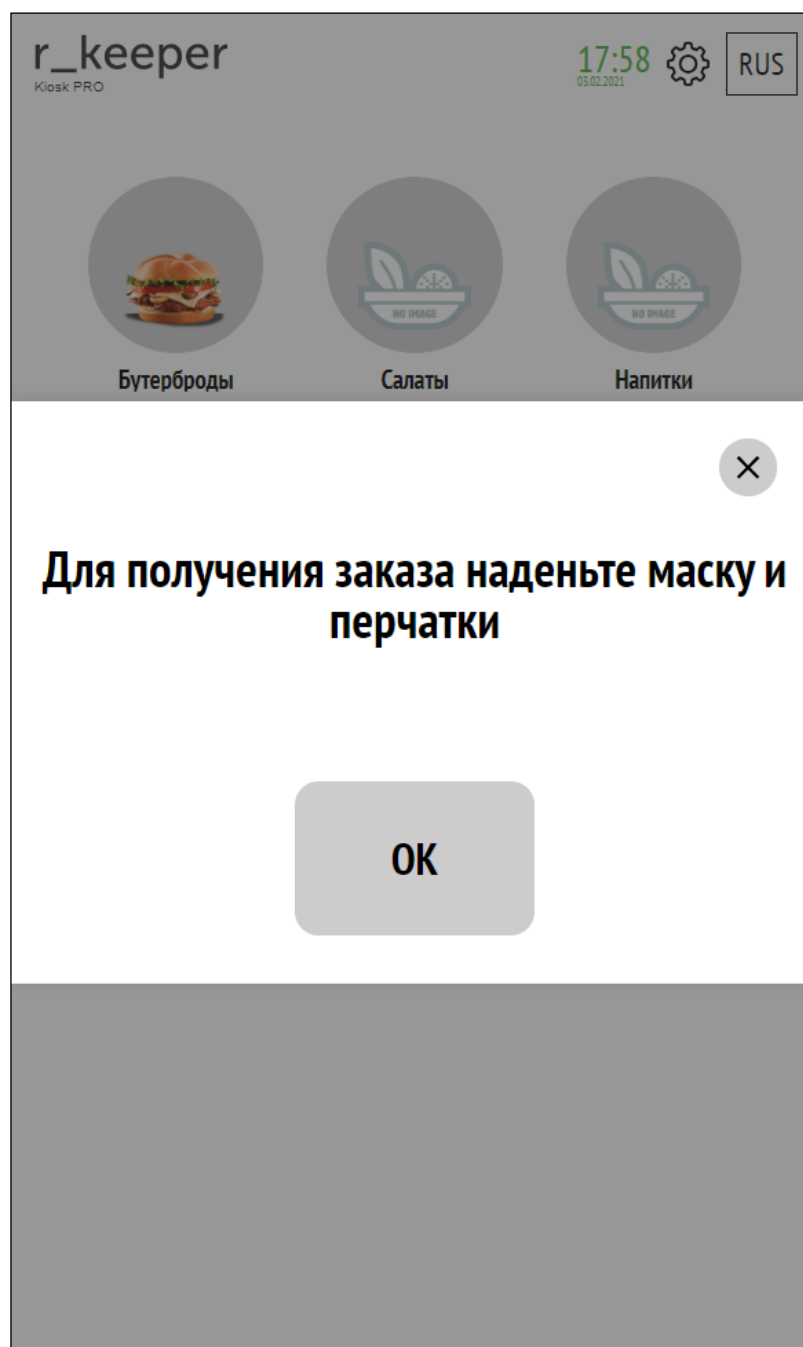 r_keeper
Kiosk PRO
17:58
03.02.2021
RUS
NO IMAGE
NO IMAGE
Бутерброды
Салаты
Напитки
Для получения заказа наденьте маску и
перчатки
ОК